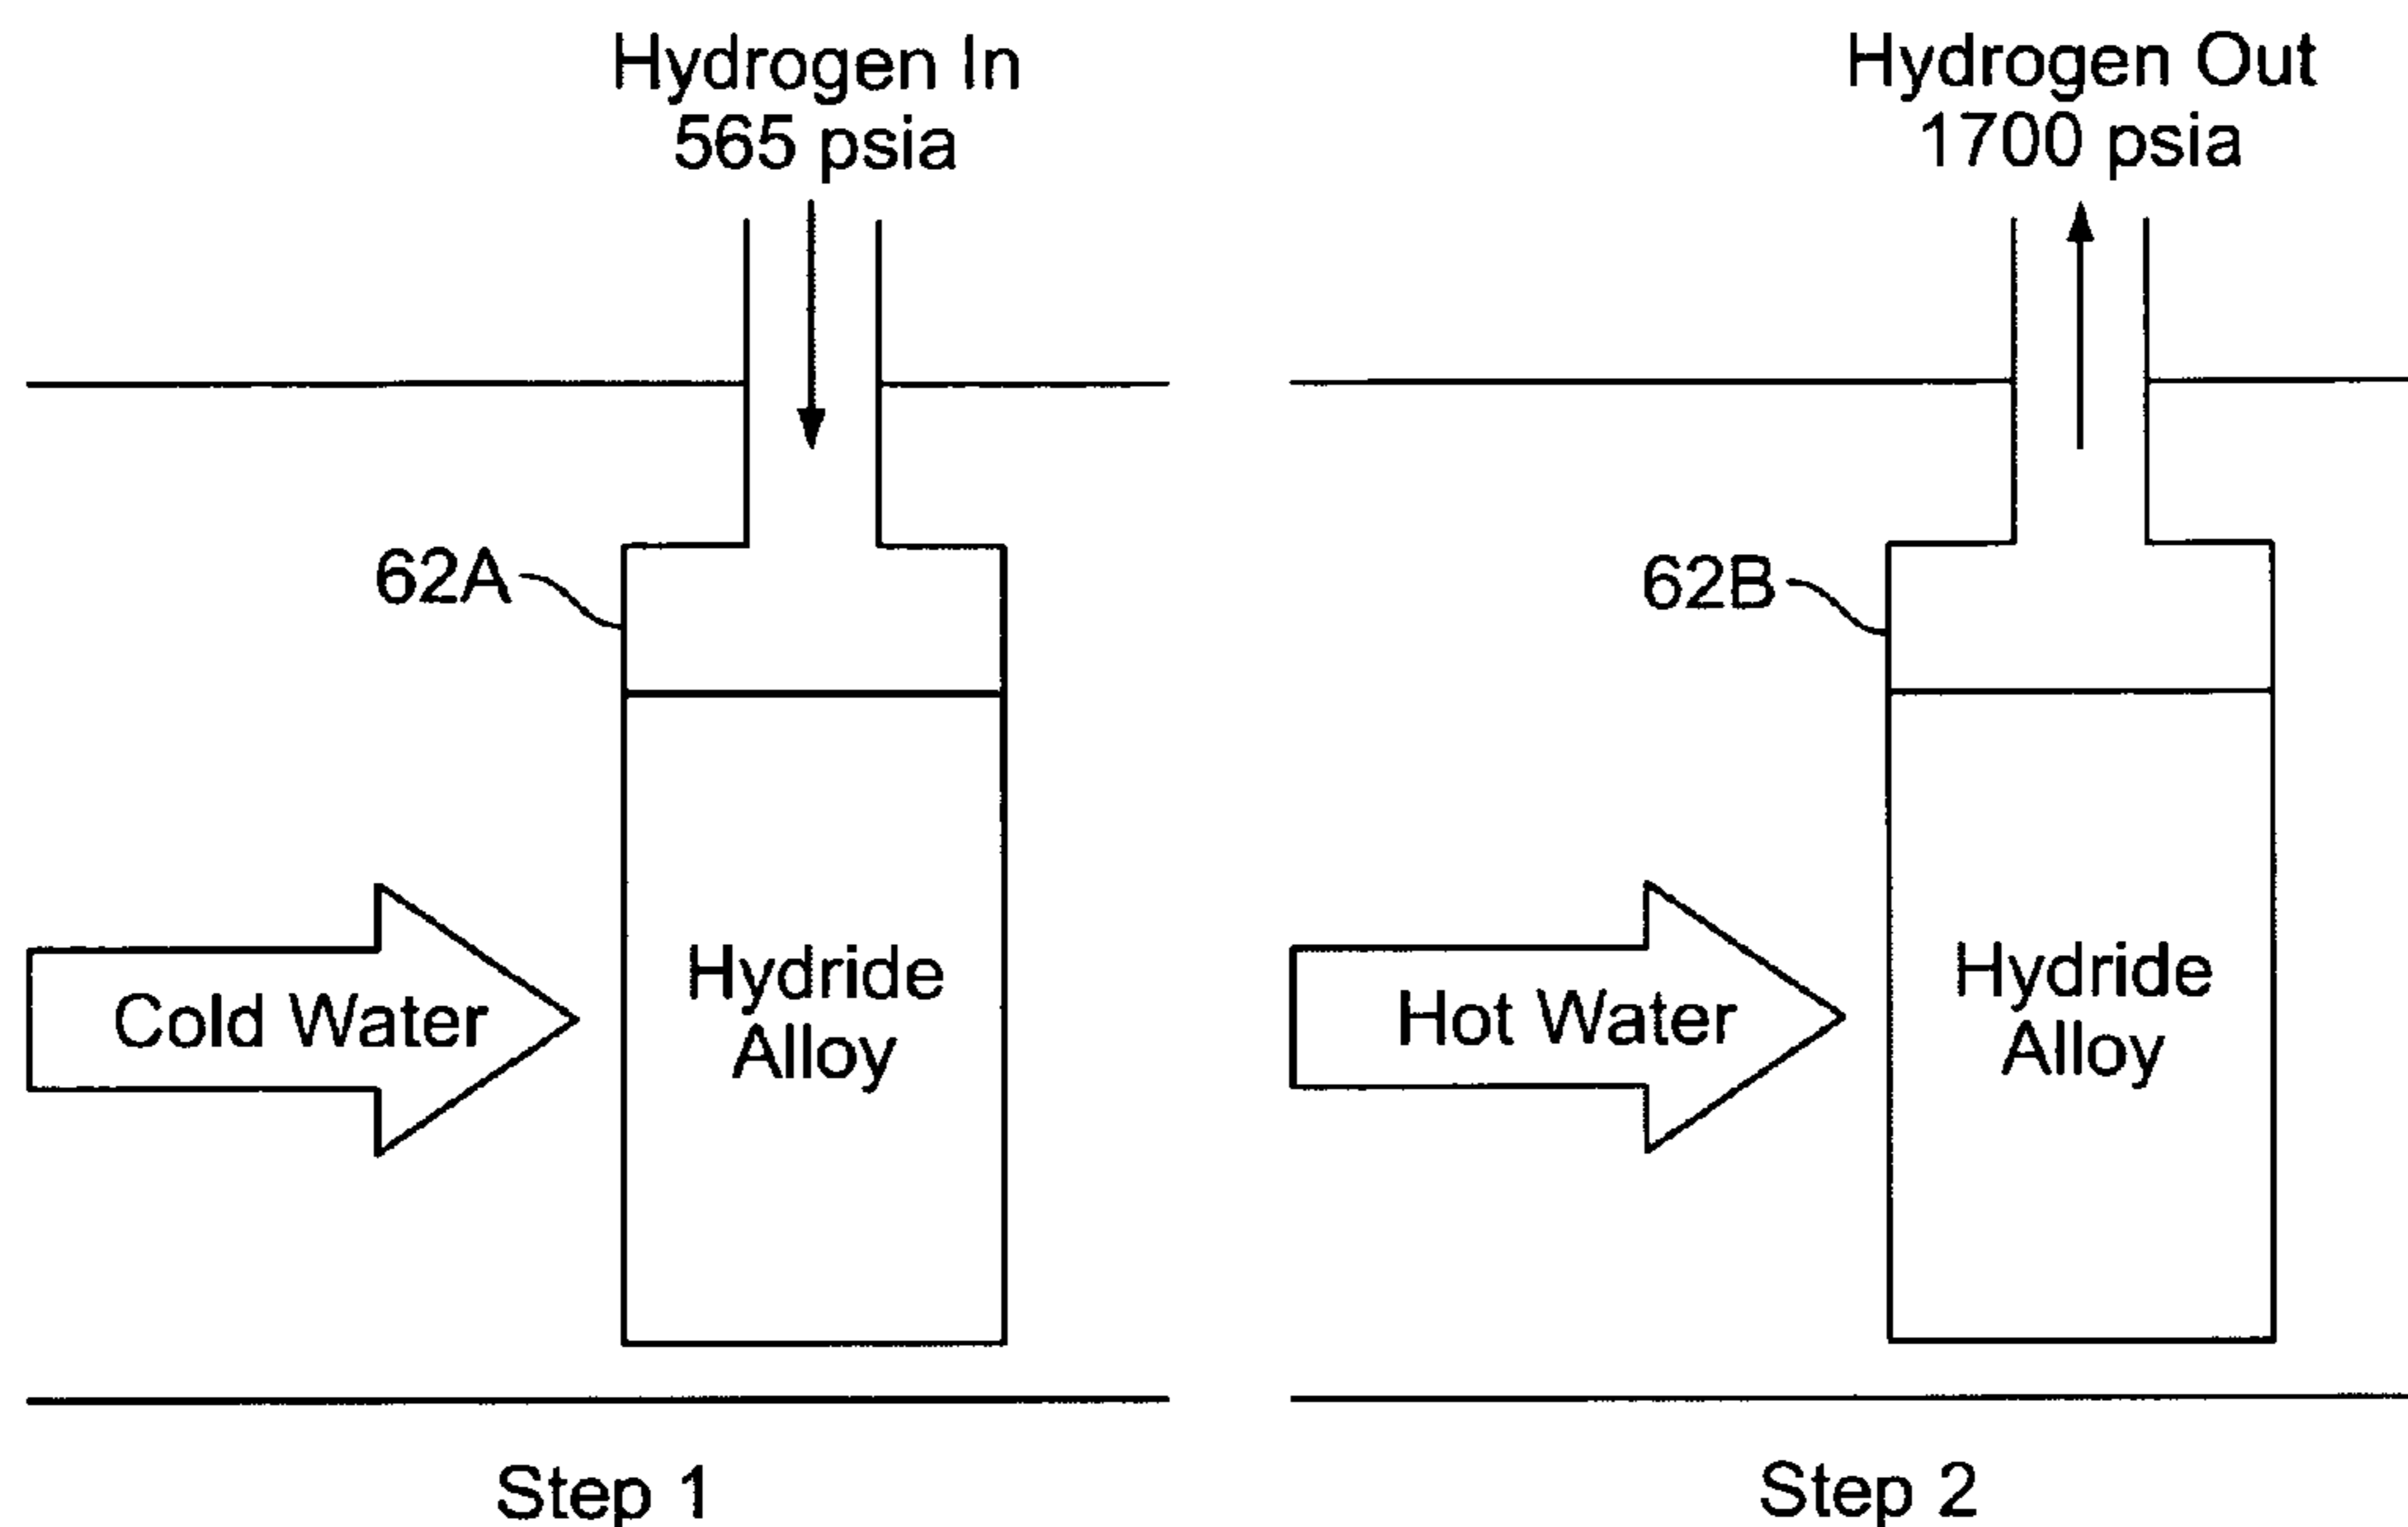 Hydrogen In
565 psia
62A
Cold Water
Hydride
Alloy
Step 1
Hydrogen Out
1700 psia
62B
Hot Water
Hydride
Alloy
Step 2